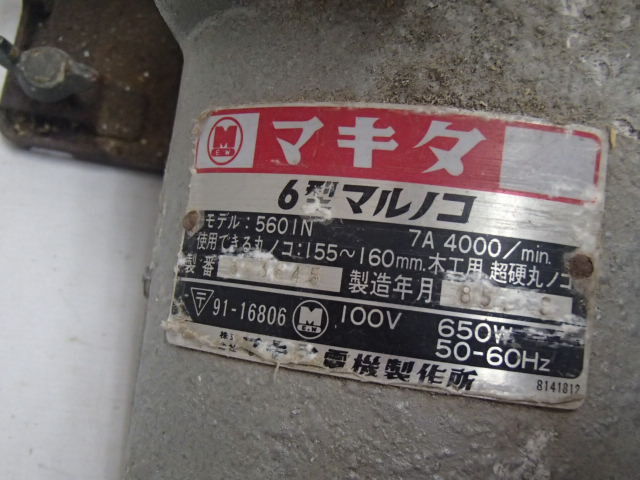 M
E.W
マキタ
6型マルノコ
モデル:5601N 7A 4000/min.
使用できる丸ノコ:155~160mm.木工用,超硬丸ノコ
製番 製造年月 85
〒 91-16806 M E.W 100V 650W
50-60Hz
電機製作所
8141812